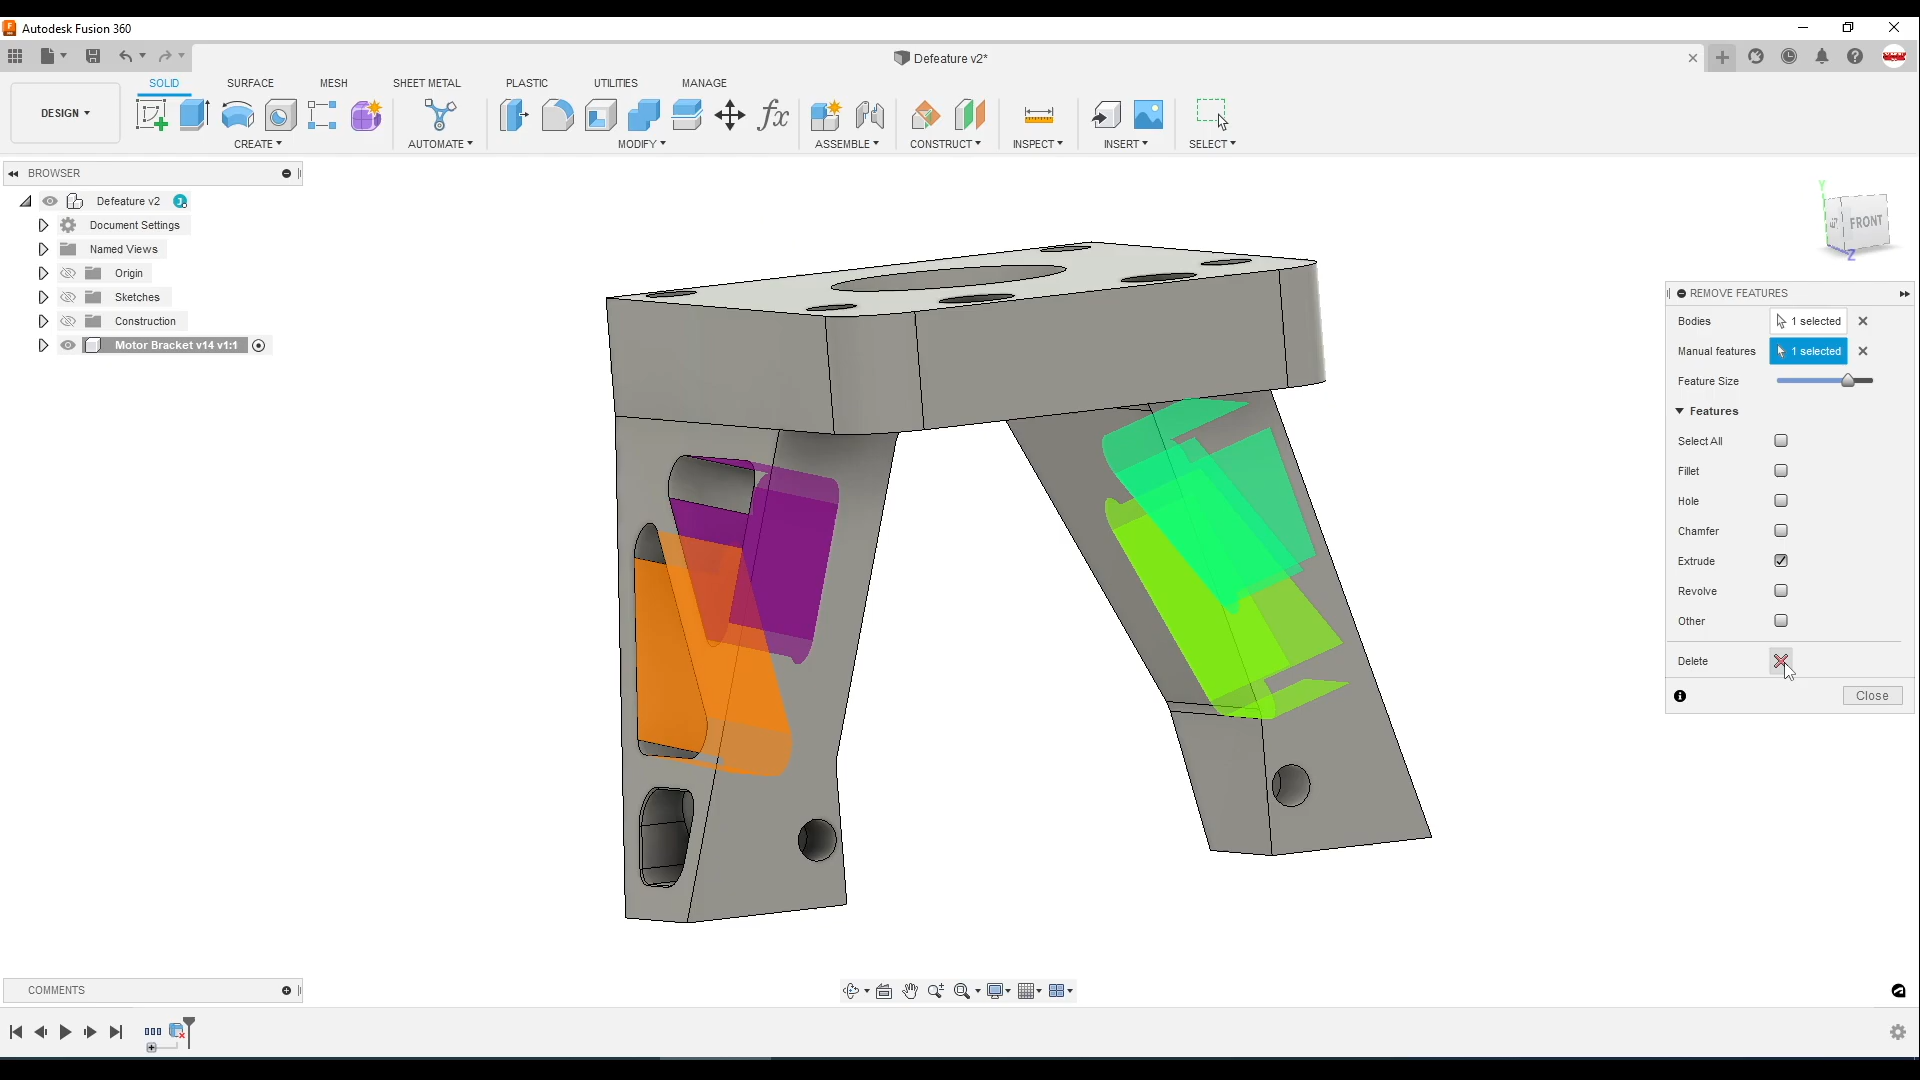 Autodesk Fusion 360
Defeature v2*
DESIGN
SOLID
SURFACE
MESH
SHEET METAL
PLASTIC
UTILITIES
MANAGE
CREATE
AUTOMATE
MODIFY
ASSEMBLE
CONSTRUCT
INSPECT
INSERT
SELECT
BROWSER
Defeature v2
Document Settings
Named Views
Origin
Sketches
Construction
Motor Bracket v14 v1:1
Y
FRONT
Z
REMOVE FEATURES
Bodies 1 selected
Manual features 1 selected
Feature Size
Features
Select All
Fillet
Hole
Chamfer
Extrude
Revolve
Other
Delete
Close
COMMENTS